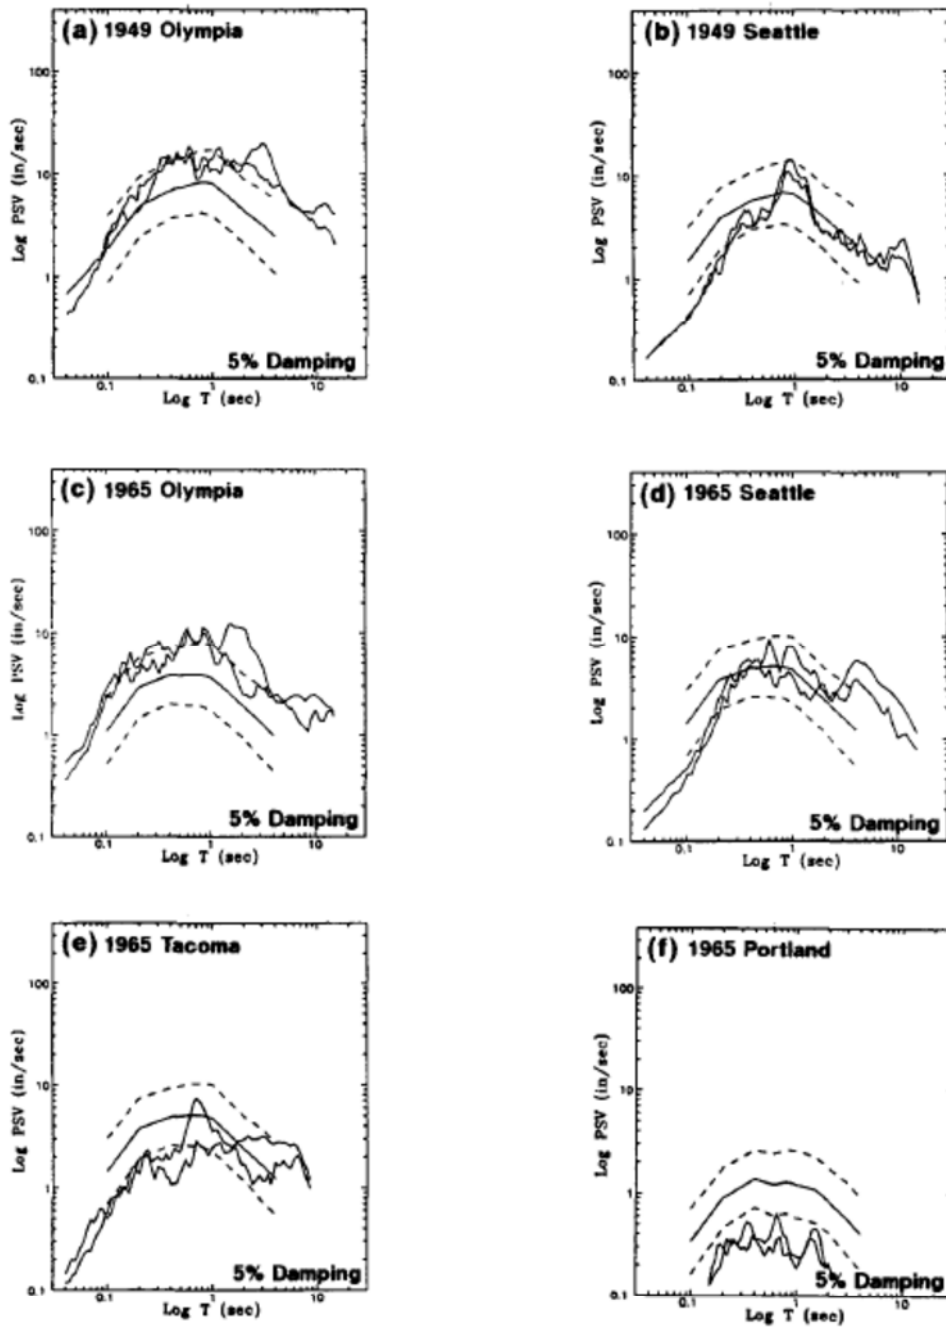 (a) 1949 Olympia
100
10
1
0.1
Log PSV (in/sec)
5% Damping
0.1 1 10
Log T (sec)
(b) 1949 Seattle
100
10
1
0.1
Log PSV (in/sec)
5% Damping
0.1 1 10
Log T (sec)
(c) 1965 Olympia
100
10
1
0.1
Log PSV (in/sec)
5% Damping
0.1 1 10
Log T (sec)
(d) 1965 Seattle
100
10
1
0.1
Log PSV (in/sec)
5% Damping
0.1 1 10
Log T (sec)
(e) 1965 Tacoma
100
10
1
0.1
Log PSV (in/sec)
5% Damping
0.1 1 10
Log T (sec)
(f) 1965 Portland
100
10
1
0.1
Log PSV (in/sec)
5% Damping
0.1 1 10
Log T (sec)